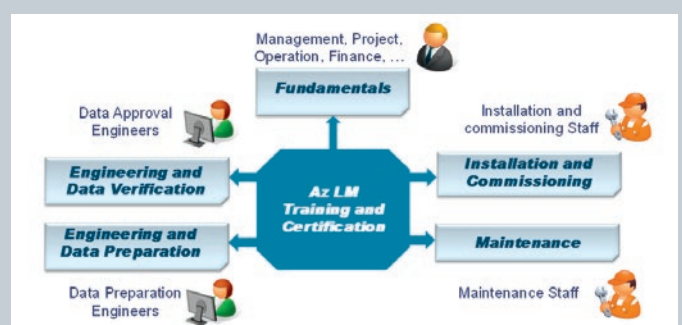 Management, Project,
Operation, Finance, ...
Fundamentals
Data Approval
Engineers
Installation and
commissioning Staff
Engineering and
Data Verification
Az LM
Training and
Certification
Installation and
Commissioning
Engineering and
Data Preparation
Maintenance
Data Preparation
Engineers
Maintenance Staff